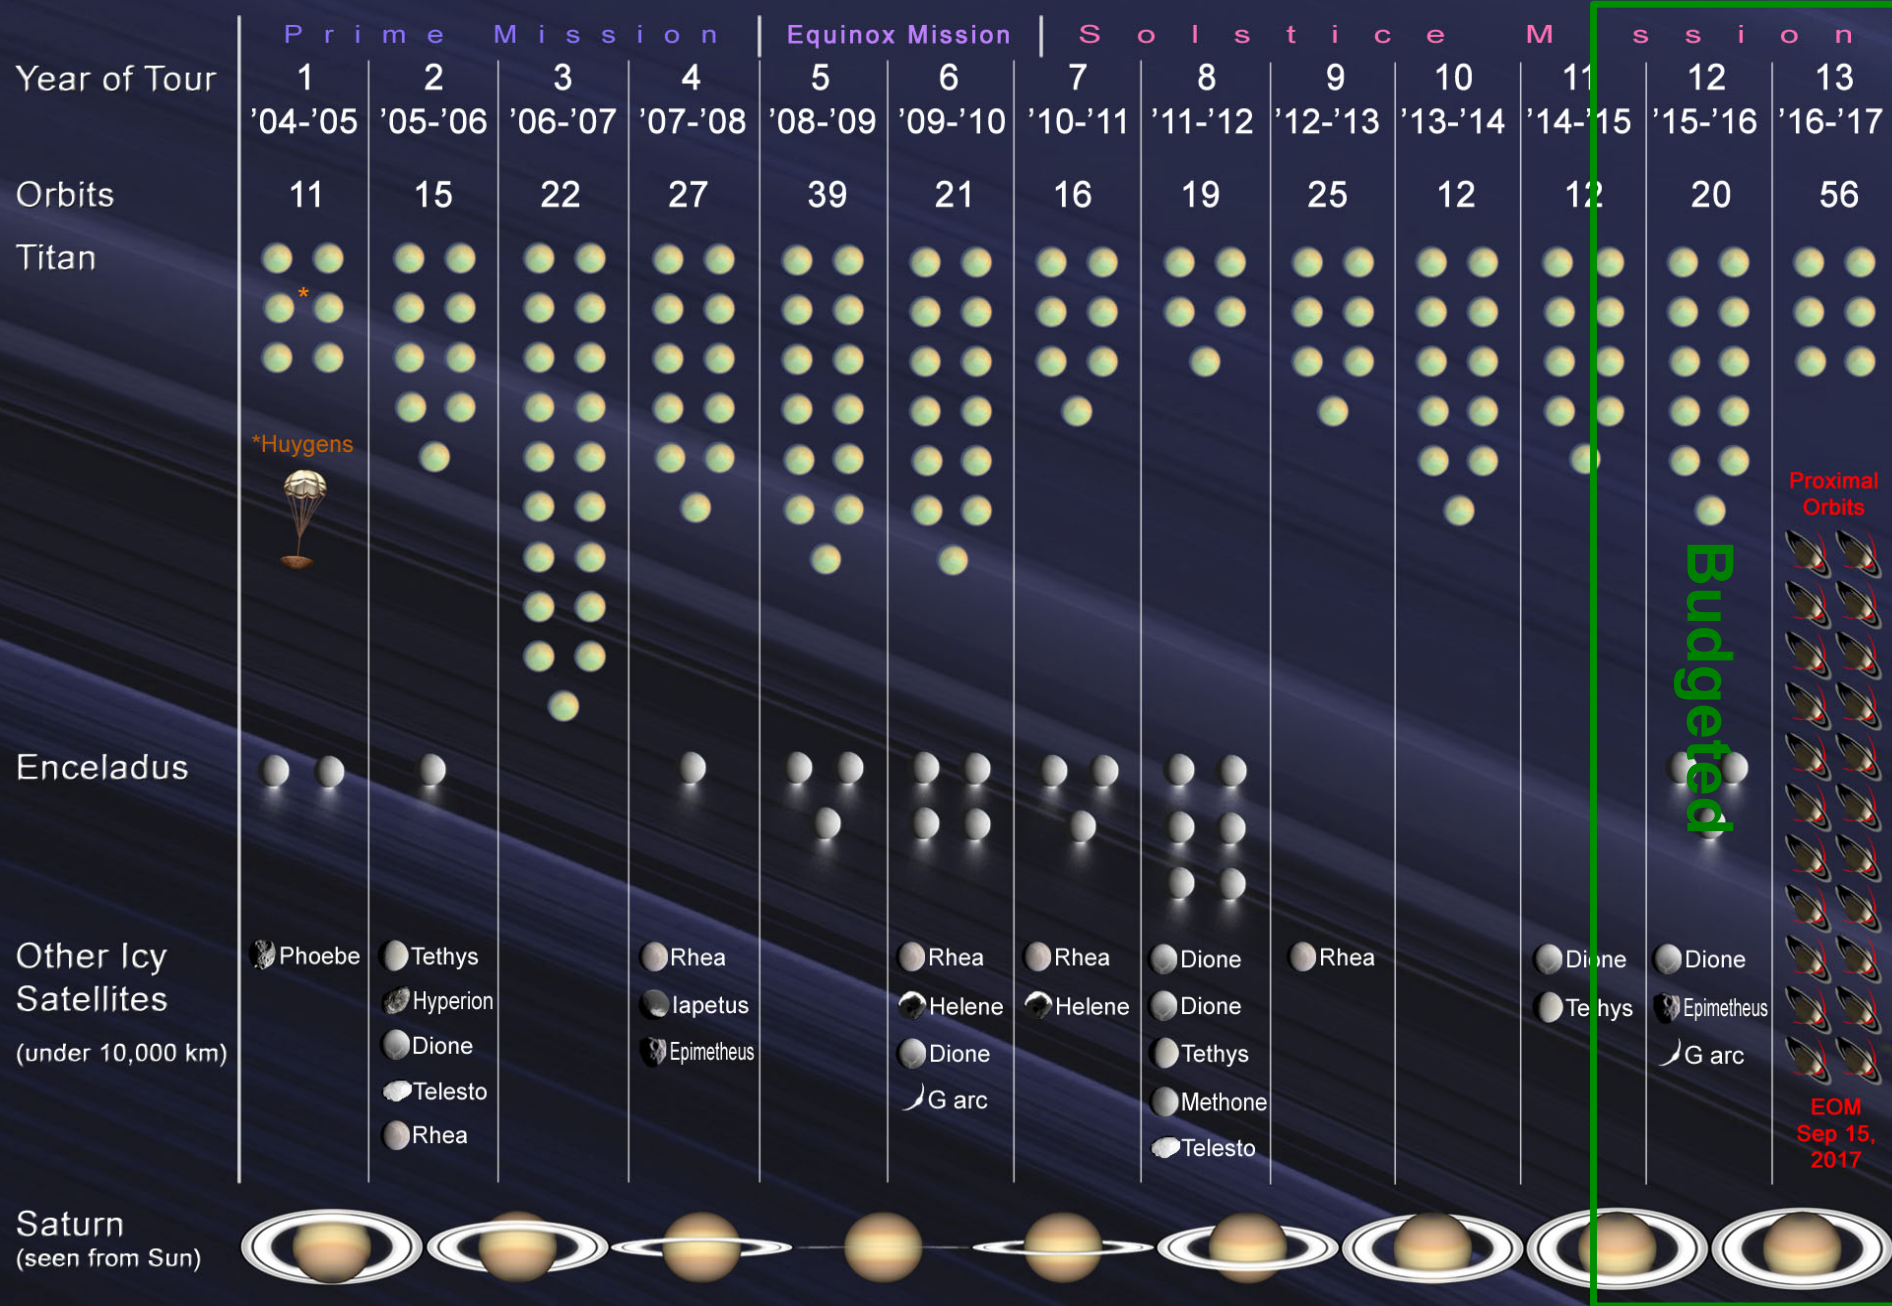 Prime Mission Equinox Mission Solstice M ssion
Year of Tour 1 2 3 4 5 6 7 8 9 10 11 12 13
’04-’05 ’05-’06 ’06-’07 ’07-’08 ’08-’09 ’09-’10 ’10-’11 ’11-’12 ’12-’13 ’13-’14 ’14-’15 ’15-’16 ’16-’17
Orbits 11 15 22 27 39 21 16 19 25 12 12 20 56
Titan
*
*Huygens
Proximal
Orbits
Budgeted
Enceladus
Other Icy
Satellites
(under 10,000 km)
Phoebe
Tethys
Hyperion
Dione
Telesto
Rhea
Rhea
Iapetus
Epimetheus
Rhea
Helene
Dione
G arc
Rhea
Helene
Dione
Dione
Tethys
Methone
Telesto
Rhea
Dione
Tethys
Dione
Epimetheus
G arc
EOM
Sep 15,
2017
Saturn
(seen from Sun)